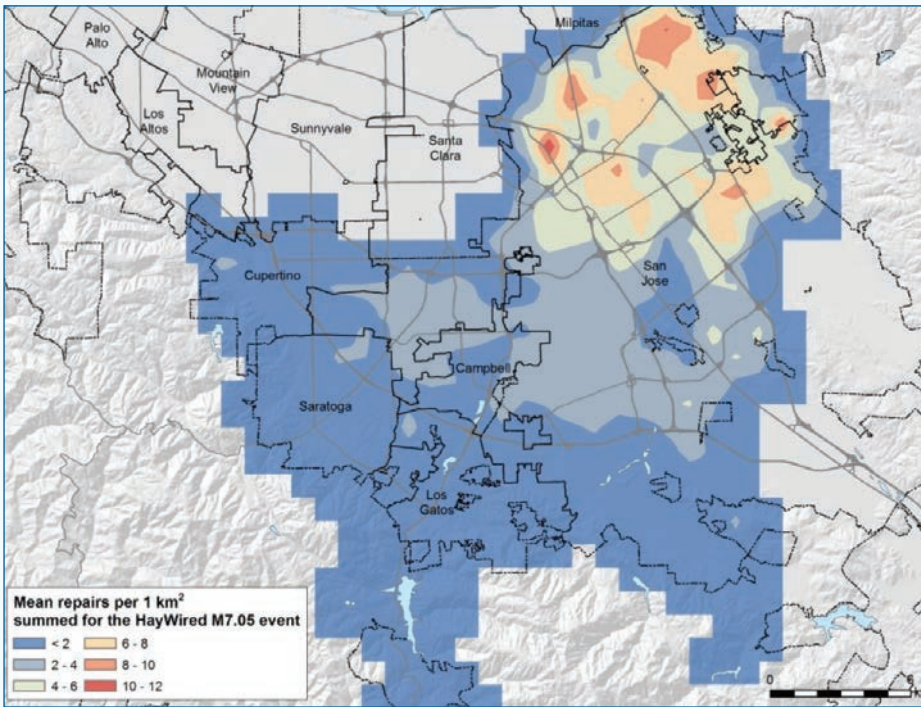 Palo
Alto
Milpitas
Mountain
View
Los
Altos
Sunnyvale
Santa
Clara
Cupertino
San
Jose
Campbell
Saratoga
Los
Gatos
Mean repairs per 1 km²
summed for the HayWired M7.05 event
< 2
2 - 4
4 - 6
6 - 8
8 - 10
10 - 12
0